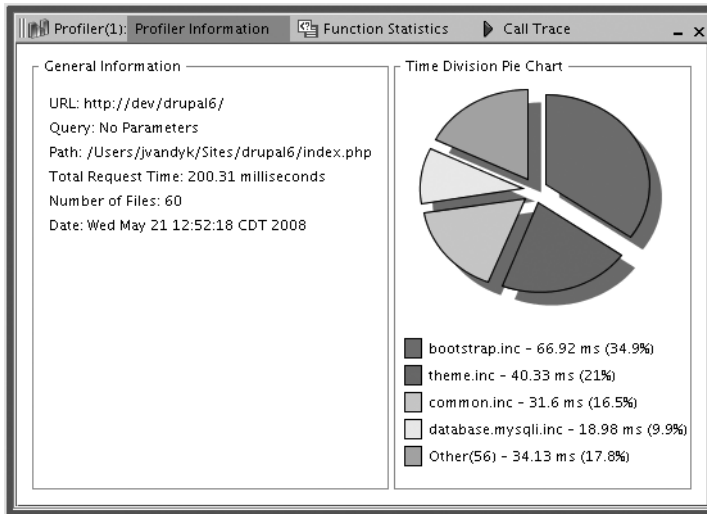 Profiler(1): Profiler Information Function Statistics Call Trace
General Information
URL: http://dev/drupal6/
Query: No Parameters
Path: /Users/jvandyk/Sites/drupal6/index.php
Total Request Time: 200.31 milliseconds
Number of Files: 60
Date: Wed May 21 12:52:18 CDT 2008
Time Division Pie Chart
bootstrap.inc - 66.92 ms (34.9%)
theme.inc - 40.33 ms (21%)
common.inc - 31.6 ms (16.5%)
database.mysqli.inc - 18.98 ms (9.9%)
Other(56) - 34.13 ms (17.8%)